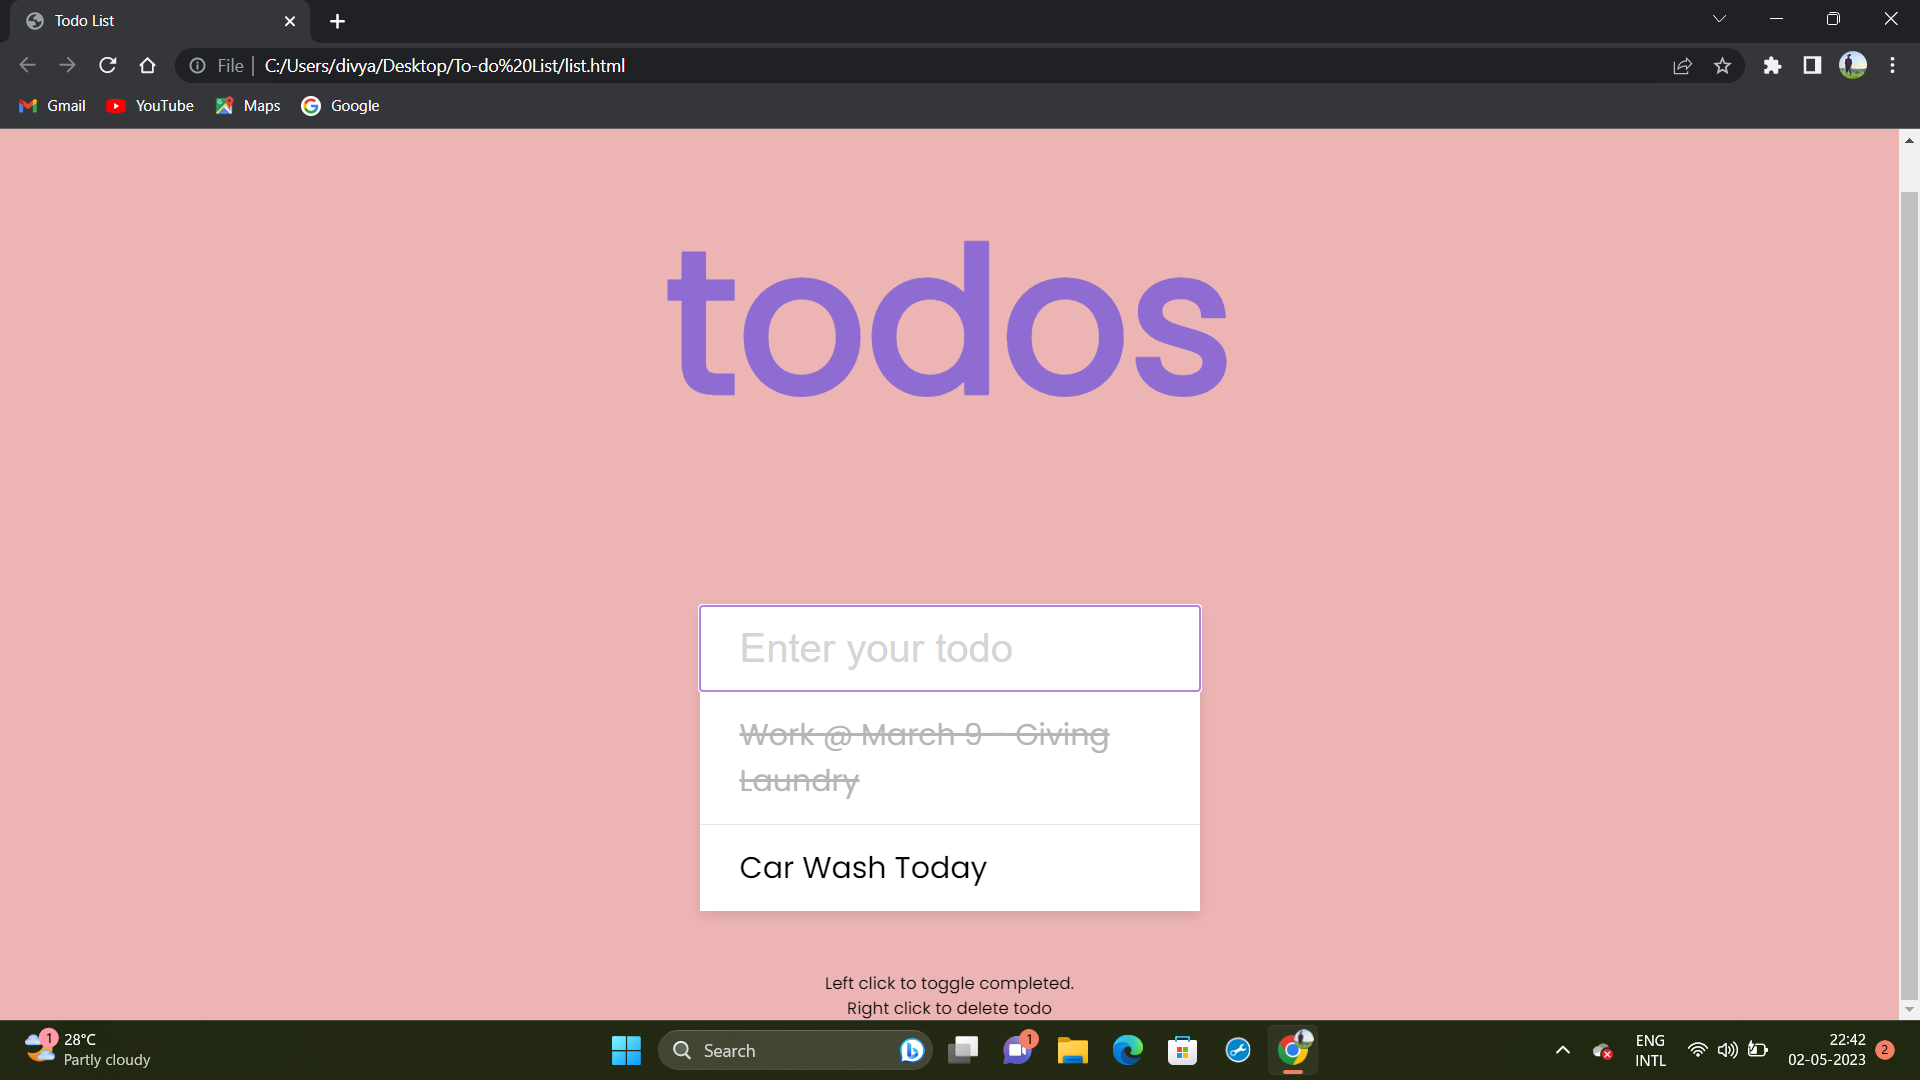 Todo List
File C:/Users/divya/Desktop/To-do%20List/list.html
Gmail YouTube Maps Google
todos
Enter your todo
Work @ March 9 - Giving
Laundry
Car Wash Today
Left click to toggle completed.
Right click to delete todo
1 28°C
Partly cloudy
Search
1
ENG
INTL
22:42
02-05-2023
2